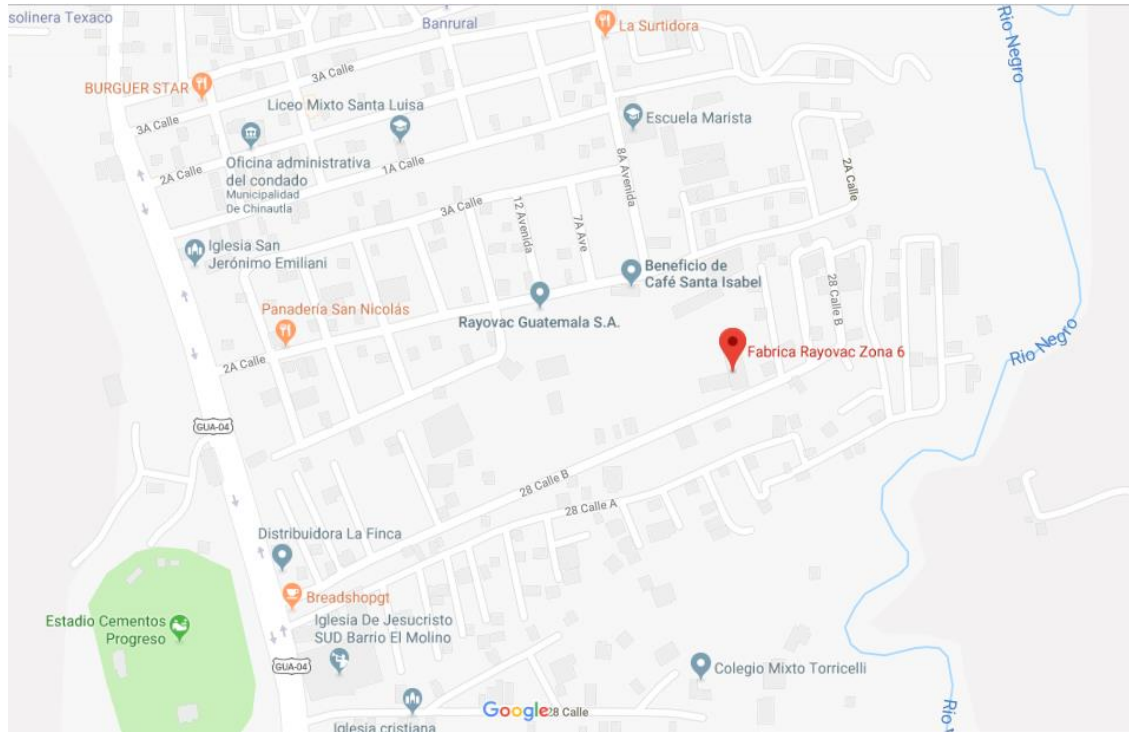 solinera Texaco
Banrural
La Surtidora
Rio Negro
3A Calle
BURGUER STAR
Liceo Mixto Santa Luisa
Escuela Marista
3A Calle
Oficina administrativa
del condado
Municipalidad
De Chinautla
2A Calle
1A Calle
8A Avenida
2A Calle
3A Calle
12 Avenida
7A Ave
Iglesia San
Jerónimo Emiliani
Beneficio de
Café Santa Isabel
28 Calle B
Panadería San Nicolás
Rayovac Guatemala S.A.
Fabrica Rayovac Zona 6
Rio Negro
2A Calle
GUA-04
28 Calle B
28 Calle A
Distribuidora La Finca
Breadshopgt
Estadio Cementos
Progreso
Iglesia De Jesucristo
SUD Barrio El Molino
GUA-04
Colegio Mixto Torricelli
Google
28 Calle
Río
Iglesia cristiana